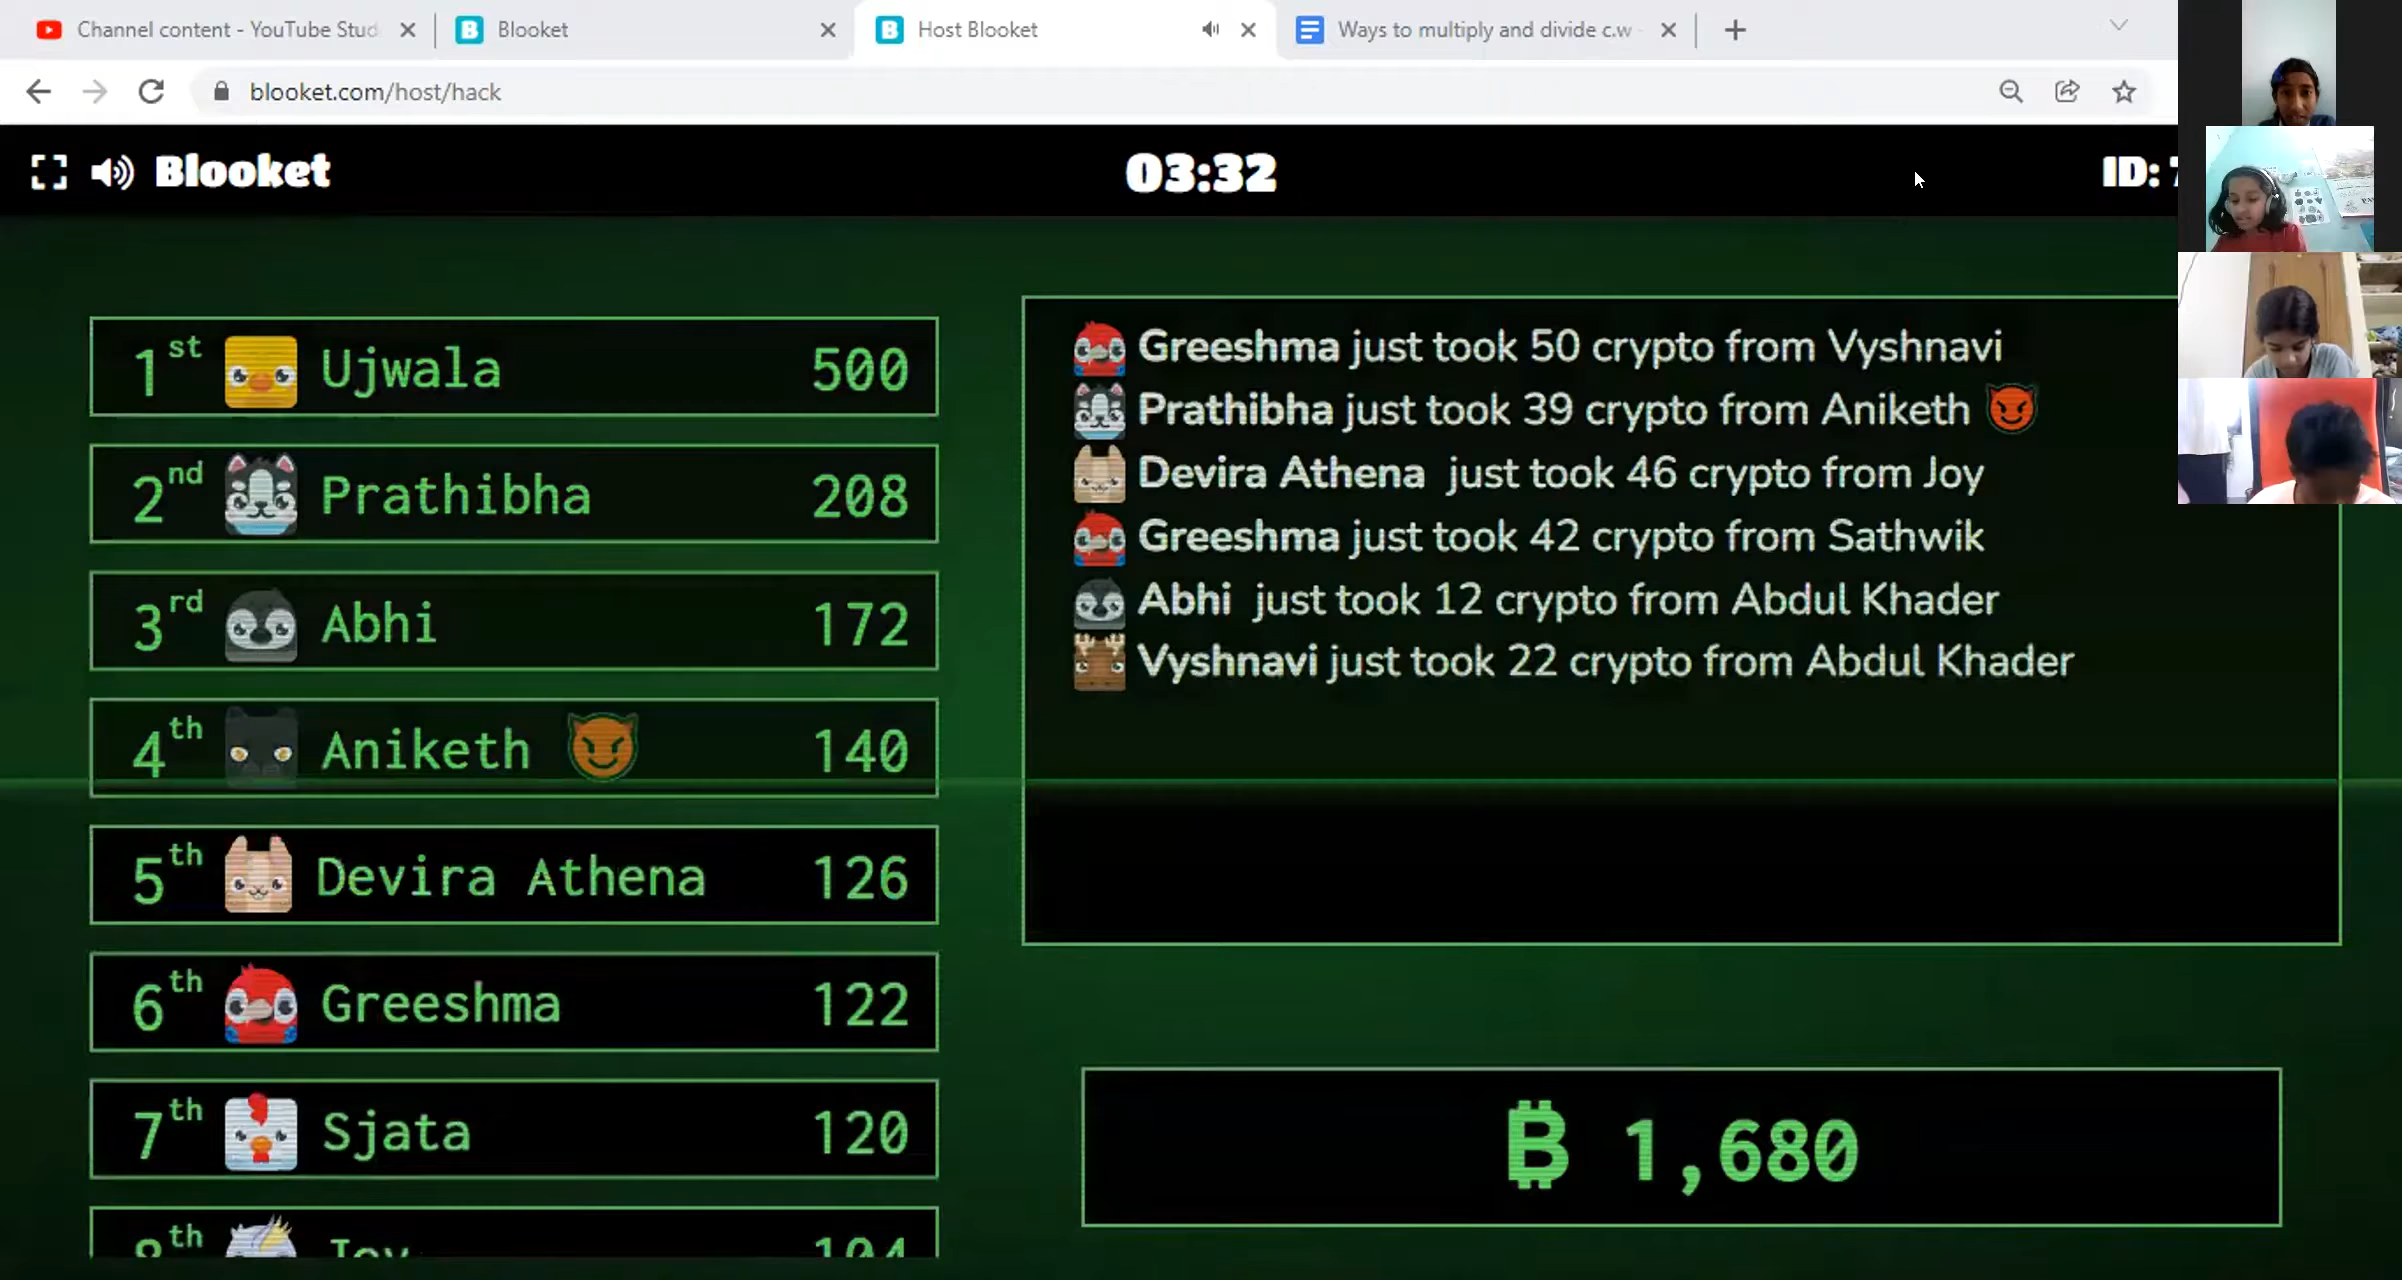 Channel content - YouTube Stud
Blooket
Host Blooket
Ways to multiply and divide c.w -
blooket.com/host/hack
Blooket
03:32
ID: 7
1st Ujwala 500
2nd Prathibha 208
3rd Abhi 172
4th Aniketh 😈 140
5th Devira Athena 126
6th Greeshma 122
7th Sjata 120
8th Joy 104
Greeshma just took 50 crypto from Vyshnavi
Prathibha just took 39 crypto from Aniketh 😈
Devira Athena just took 46 crypto from Joy
Greeshma just took 42 crypto from Sathwik
Abhi just took 12 crypto from Abdul Khader
Vyshnavi just took 22 crypto from Abdul Khader
₿ 1,680